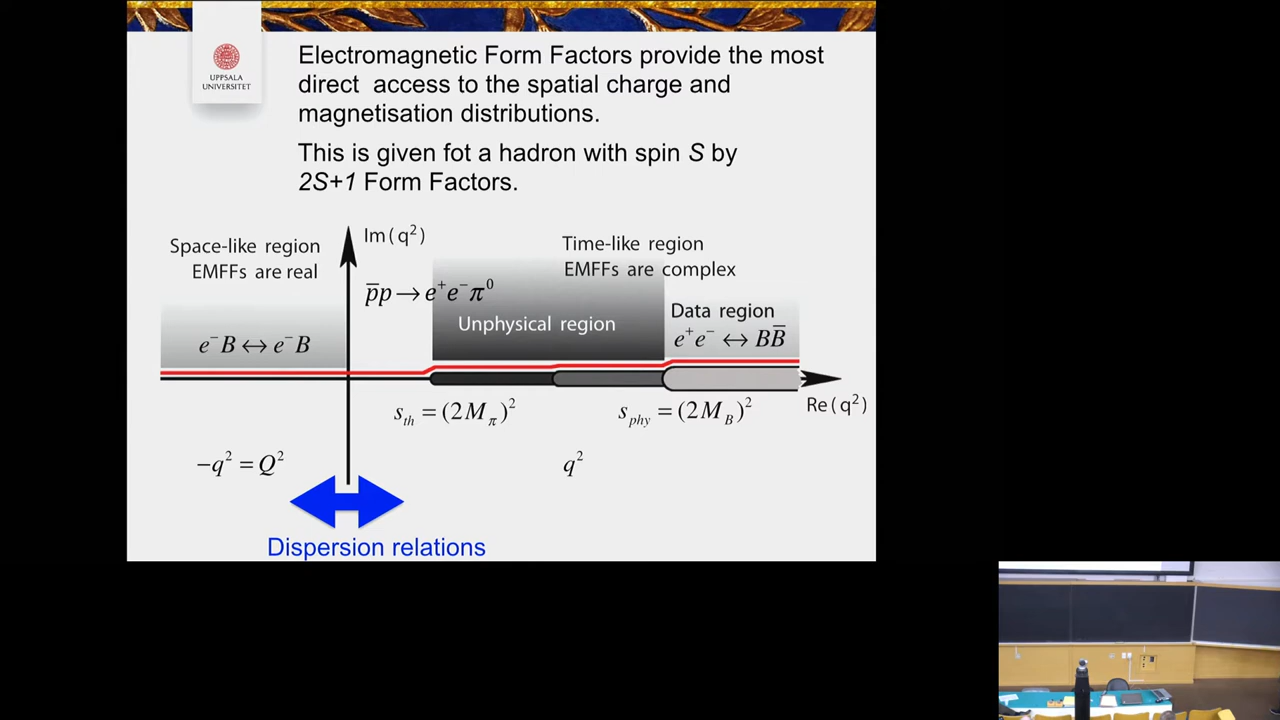 UPPSALA
UNIVERSITET
Electromagnetic Form Factors provide the most
direct access to the spatial charge and
magnetisation distributions.
This is given fot a hadron with spin S by
2S+1 Form Factors.
Im(q²)
Space-like region
EMFFs are real
Time-like region
EMFFs are complex
p̅p→e⁺e⁻π⁰
Unphysical region
Data region
e⁺e⁻ ↔ BB̅
e⁻B ↔ e⁻B
s_th = (2M_π)²
s_phy = (2M_B)²
Re(q²)
−q² = Q²
q²
Dispersion relations